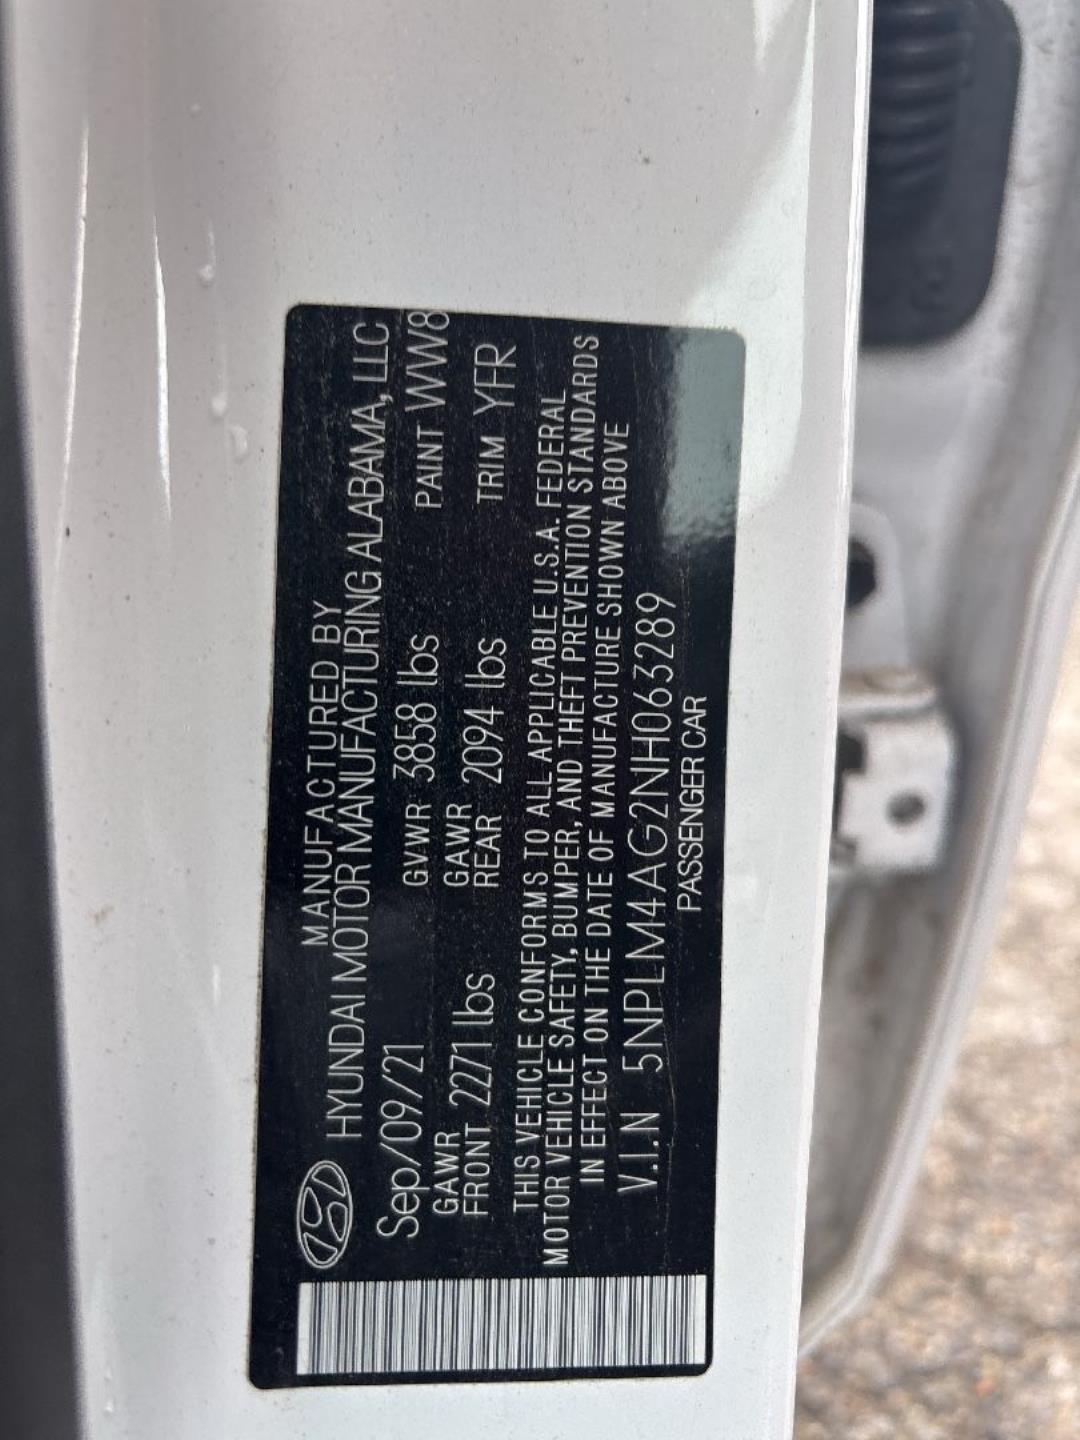 MANUFACTURED BY
HYUNDAI MOTOR MANUFACTURING ALABAMA, LLC
Sep/09/21 GVWR 3858 lbs PAINT WW8
GAWR GAWR
FRONT 2271 lbs REAR 2094 lbs TRIM YFR
THIS VEHICLE CONFORMS TO ALL APPLICABLE U.S.A. FEDERAL
MOTOR VEHICLE SAFETY, BUMPER, AND THEFT PREVENTION STANDARDS
IN EFFECT ON THE DATE OF MANUFACTURE SHOWN ABOVE
V.I.N 5NPLM4AG2NH063289
PASSENGER CAR